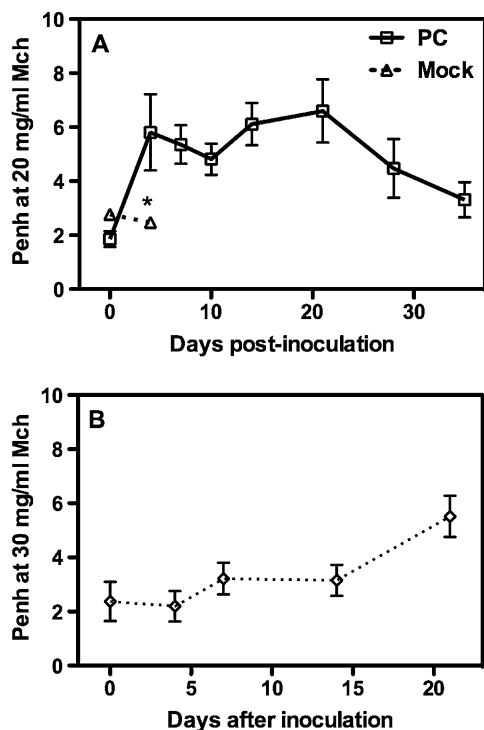 A
PC
Mock
Penh at 20 mg/ml Mch
10
8
6
4
2
0
*
0 10 20 30
Days post-inoculation
B
Penh at 30 mg/ml Mch
10
8
6
4
2
0
0 5 10 15 20
Days after inoculation